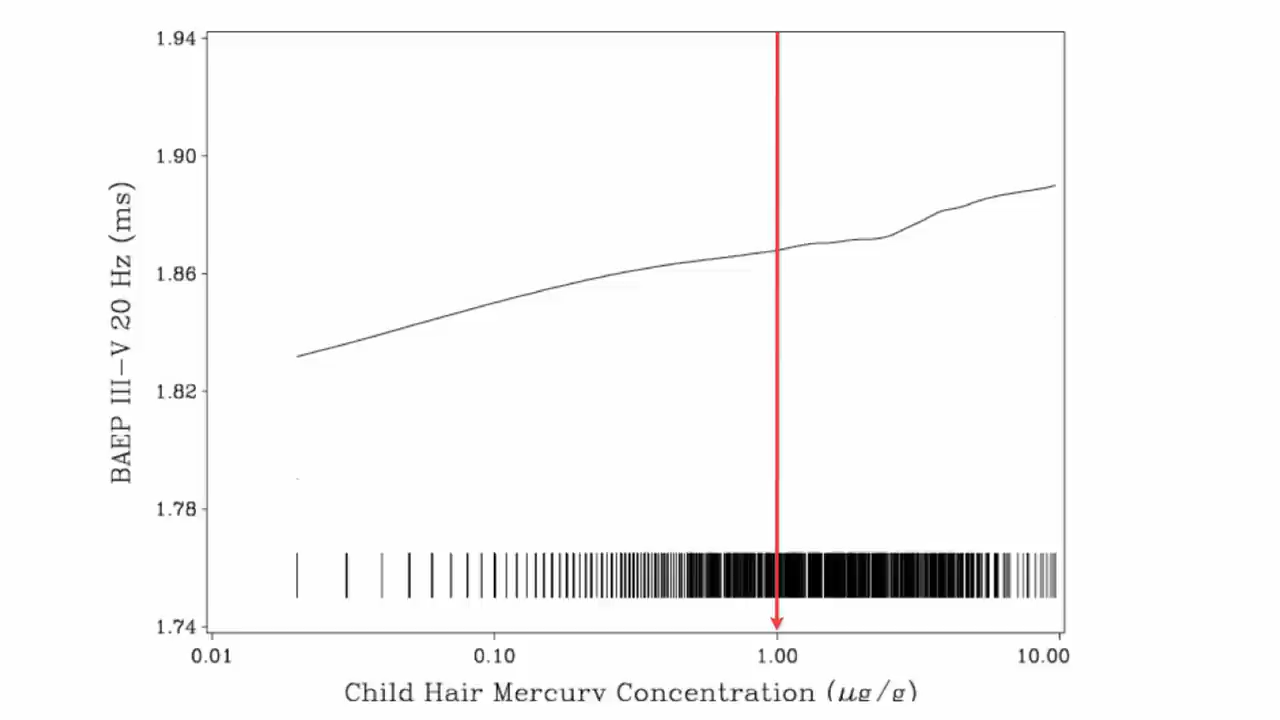 1.94
1.90
1.86
1.82
1.78
1.74
BAEP III-V 20 Hz (ms)
0.01 0.10 1.00 10.00
Child Hair Mercury Concentration (μg/g)